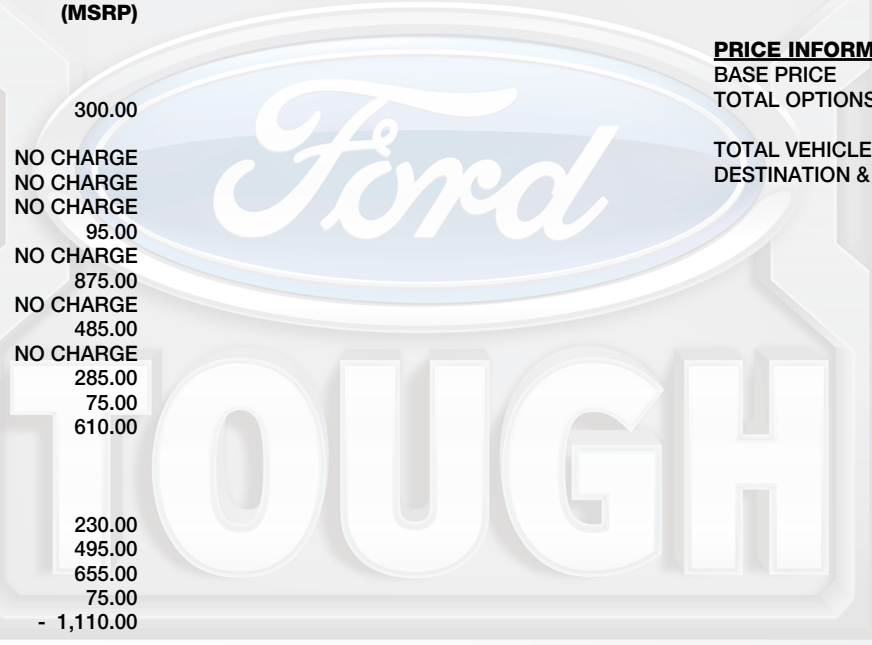 (MSRP)
300.00
NO CHARGE
NO CHARGE
NO CHARGE
95.00
NO CHARGE
875.00
NO CHARGE
485.00
NO CHARGE
285.00
75.00
610.00
230.00
495.00
655.00
75.00
- 1,110.00
PRICE INFORM
BASE PRICE
TOTAL OPTIONS
TOTAL VEHICLE
DESTINATION &
Ford
TOUGH